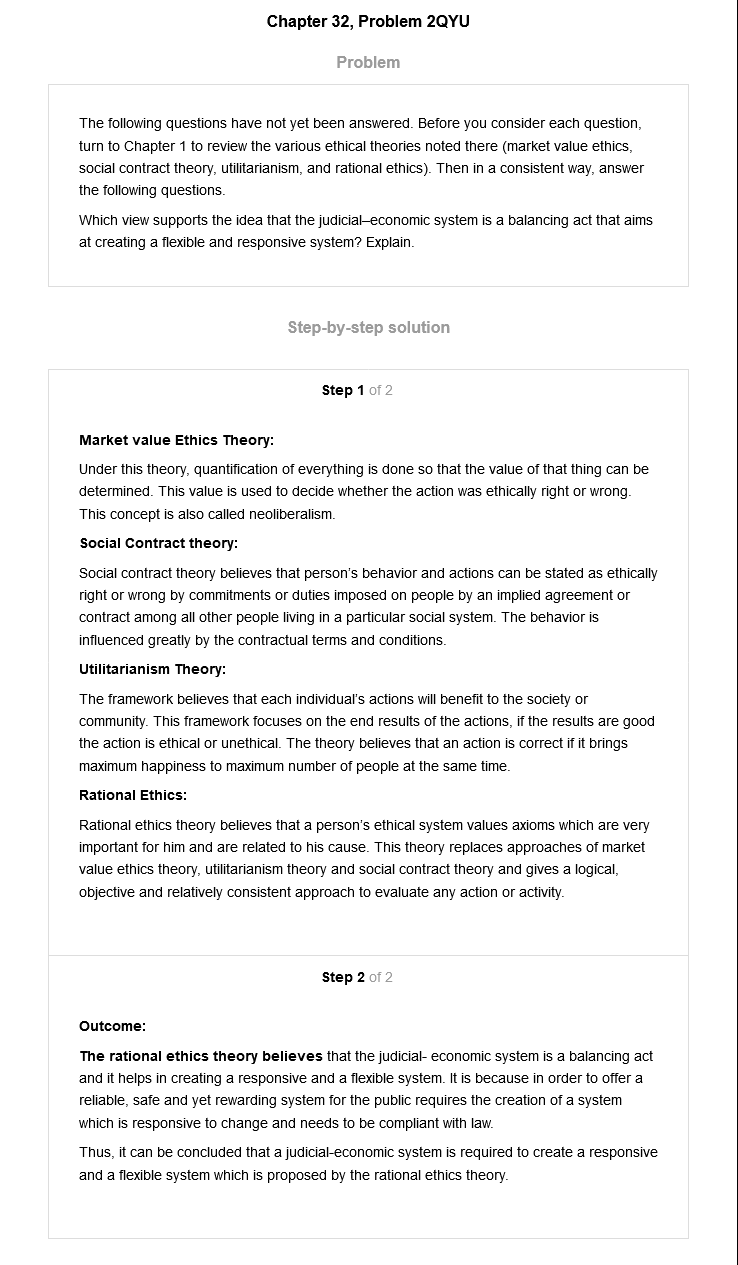 Chapter 32, Problem 2QYU
Problem
The following questions have not yet been answered. Before you consider each question,
turn to Chapter 1 to review the various ethical theories noted there (market value ethics,
social contract theory, utilitarianism, and rational ethics). Then in a consistent way, answer
the following questions.
Which view supports the idea that the judicial–economic system is a balancing act that aims
at creating a flexible and responsive system? Explain.
Step-by-step solution
Step 1 of 2
Market value Ethics Theory:
Under this theory, quantification of everything is done so that the value of that thing can be
determined. This value is used to decide whether the action was ethically right or wrong.
This concept is also called neoliberalism.
Social Contract theory:
Social contract theory believes that person's behavior and actions can be stated as ethically
right or wrong by commitments or duties imposed on people by an implied agreement or
contract among all other people living in a particular social system. The behavior is
influenced greatly by the contractual terms and conditions.
Utilitarianism Theory:
The framework believes that each individual's actions will benefit to the society or
community. This framework focuses on the end results of the actions, if the results are good
the action is ethical or unethical. The theory believes that an action is correct if it brings
maximum happiness to maximum number of people at the same time.
Rational Ethics:
Rational ethics theory believes that a person's ethical system values axioms which are very
important for him and are related to his cause. This theory replaces approaches of market
value ethics theory, utilitarianism theory and social contract theory and gives a logical,
objective and relatively consistent approach to evaluate any action or activity.
Step 2 of 2
Outcome:
The rational ethics theory believes that the judicial- economic system is a balancing act
and it helps in creating a responsive and a flexible system. It is because in order to offer a
reliable, safe and yet rewarding system for the public requires the creation of a system
which is responsive to change and needs to be compliant with law.
Thus, it can be concluded that a judicial-economic system is required to create a responsive
and a flexible system which is proposed by the rational ethics theory.